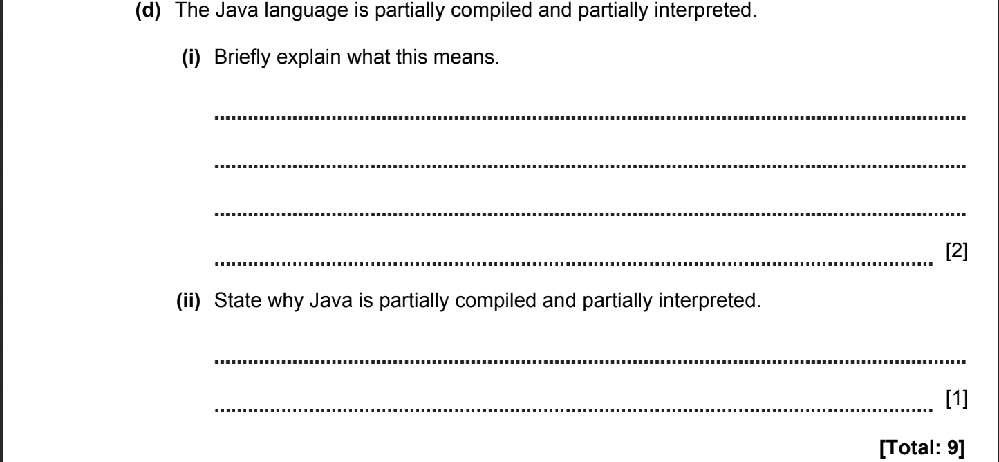 (d) The Java language is partially compiled and partially interpreted.
(i) Briefly explain what this means.
[2]
(ii) State why Java is partially compiled and partially interpreted.
[1]
[Total: 9]